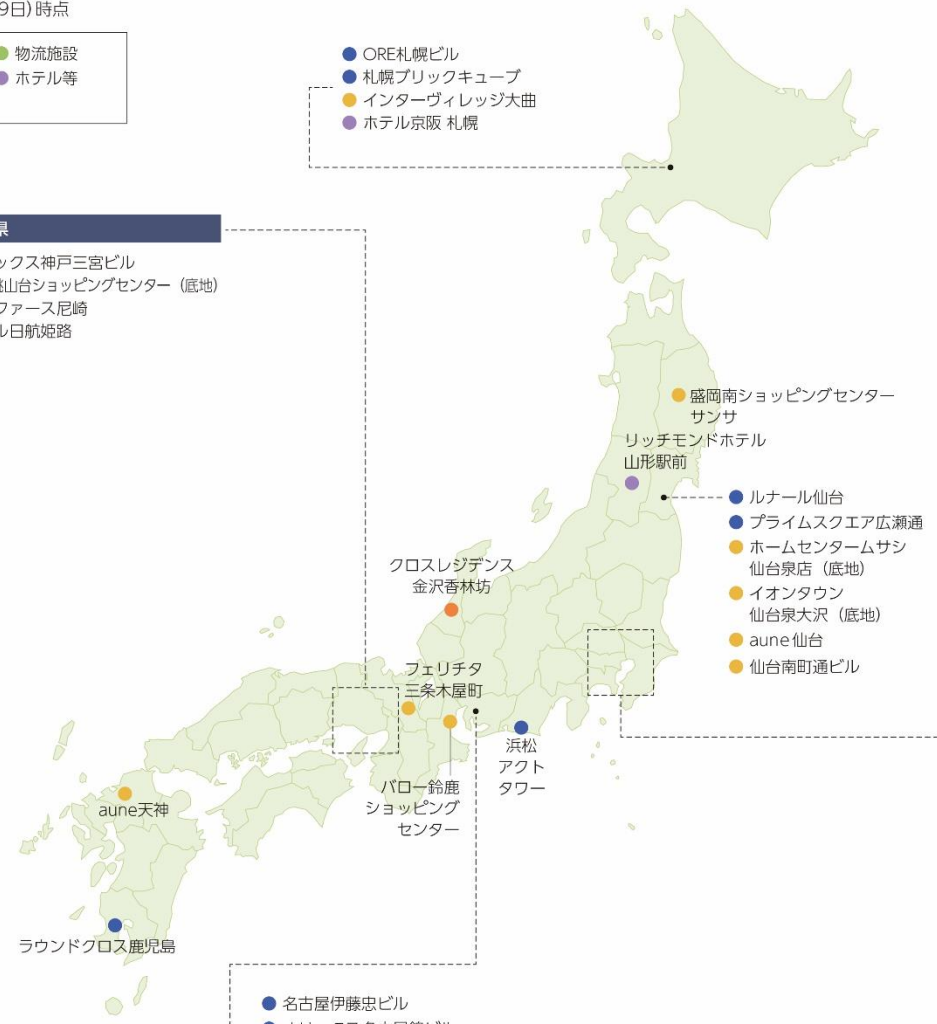 9日)時点
物流施設
ホテル等
ORE札幌ビル
札幌ブリックキューブ
インターヴィレッジ大曲
ホテル京阪 札幌
県
ックス神戸三宮ビル
桃山台ショッピングセンター（底地）
ファース尼崎
ル日航姫路
盛岡南ショッピングセンター
サンサ
リッチモンドホテル
山形駅前
ルナール仙台
プライムスクエア広瀬通
ホームセンタームサシ
仙台泉店（底地）
イオンタウン
仙台泉大沢（底地）
aune仙台
仙台南町通ビル
クロスレジデンス
金沢香林坊
フェリチタ
三条木屋町
浜松
アクト
タワー
バロー鈴鹿
ショッピング
センター
aune天神
ラウンドクロス鹿児島
名古屋伊藤忠ビル